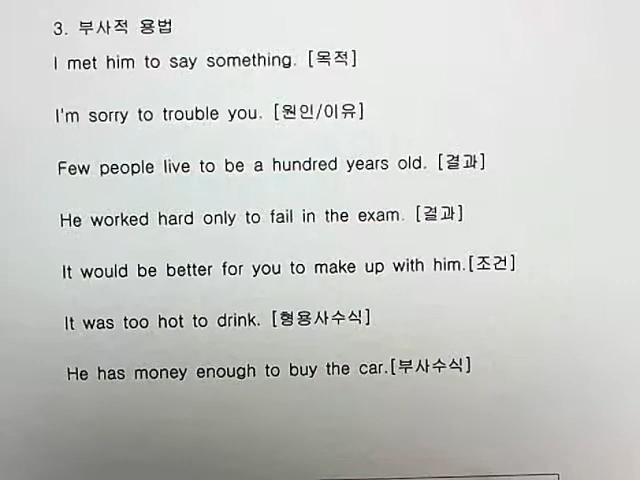 3. 부사적 용법
I met him to say something. [목적]
I'm sorry to trouble you. [원인/이유]
Few people live to be a hundred years old. [결과]
He worked hard only to fail in the exam. [결과]
It would be better for you to make up with him.[조건]
It was too hot to drink. [형용사수식]
He has money enough to buy the car.[부사수식]